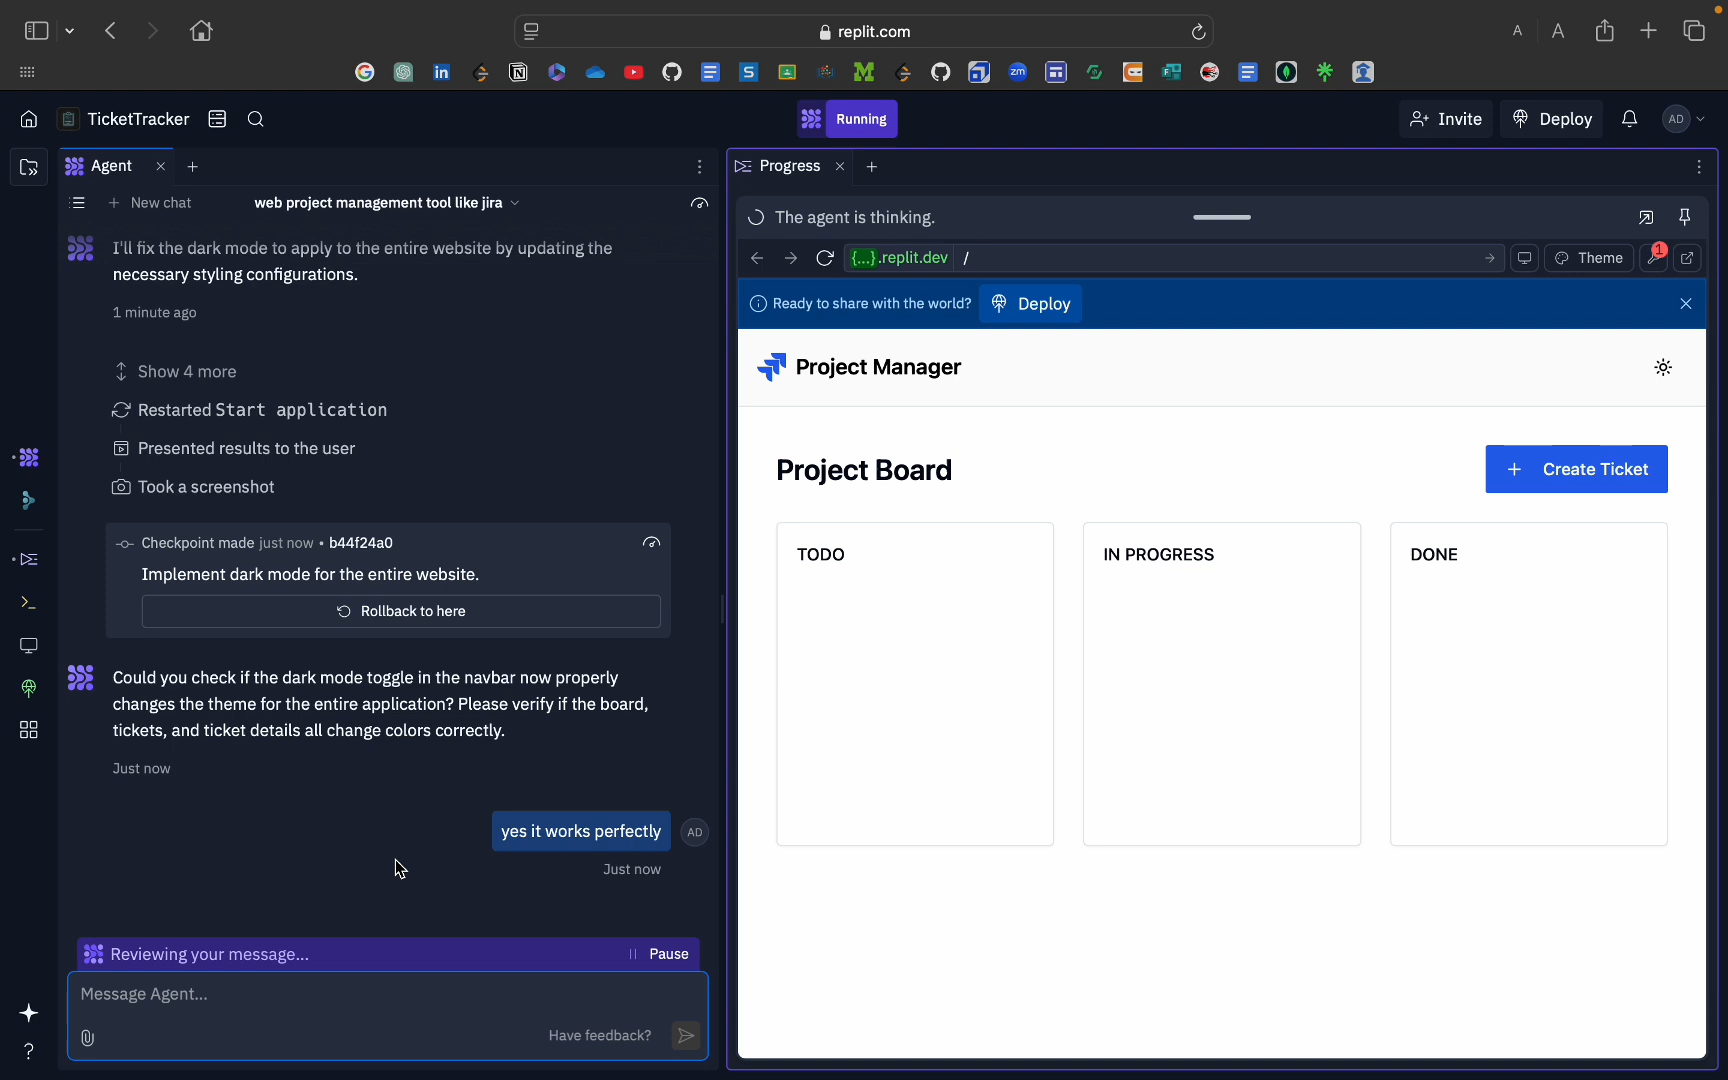 replit.com
A
A
zm
TicketTracker
Running
Invite
Deploy
AD
Agent
New chat
web project management tool like jira
I'll fix the dark mode to apply to the entire website by updating the
necessary styling configurations.
1 minute ago
Show 4 more
Restarted Start application
Presented results to the user
Took a screenshot
Checkpoint made just now • b44f24a0
Implement dark mode for the entire website.
Rollback to here
Could you check if the dark mode toggle in the navbar now properly
changes the theme for the entire application? Please verify if the board,
tickets, and ticket details all change colors correctly.
Just now
yes it works perfectly
AD
Just now
Reviewing your message...
Pause
Message Agent...
Have feedback?
Progress
The agent is thinking.
{...}.replit.dev /
Theme
1
Ready to share with the world?
Deploy
Project Manager
Project Board
+ Create Ticket
TODO
IN PROGRESS
DONE